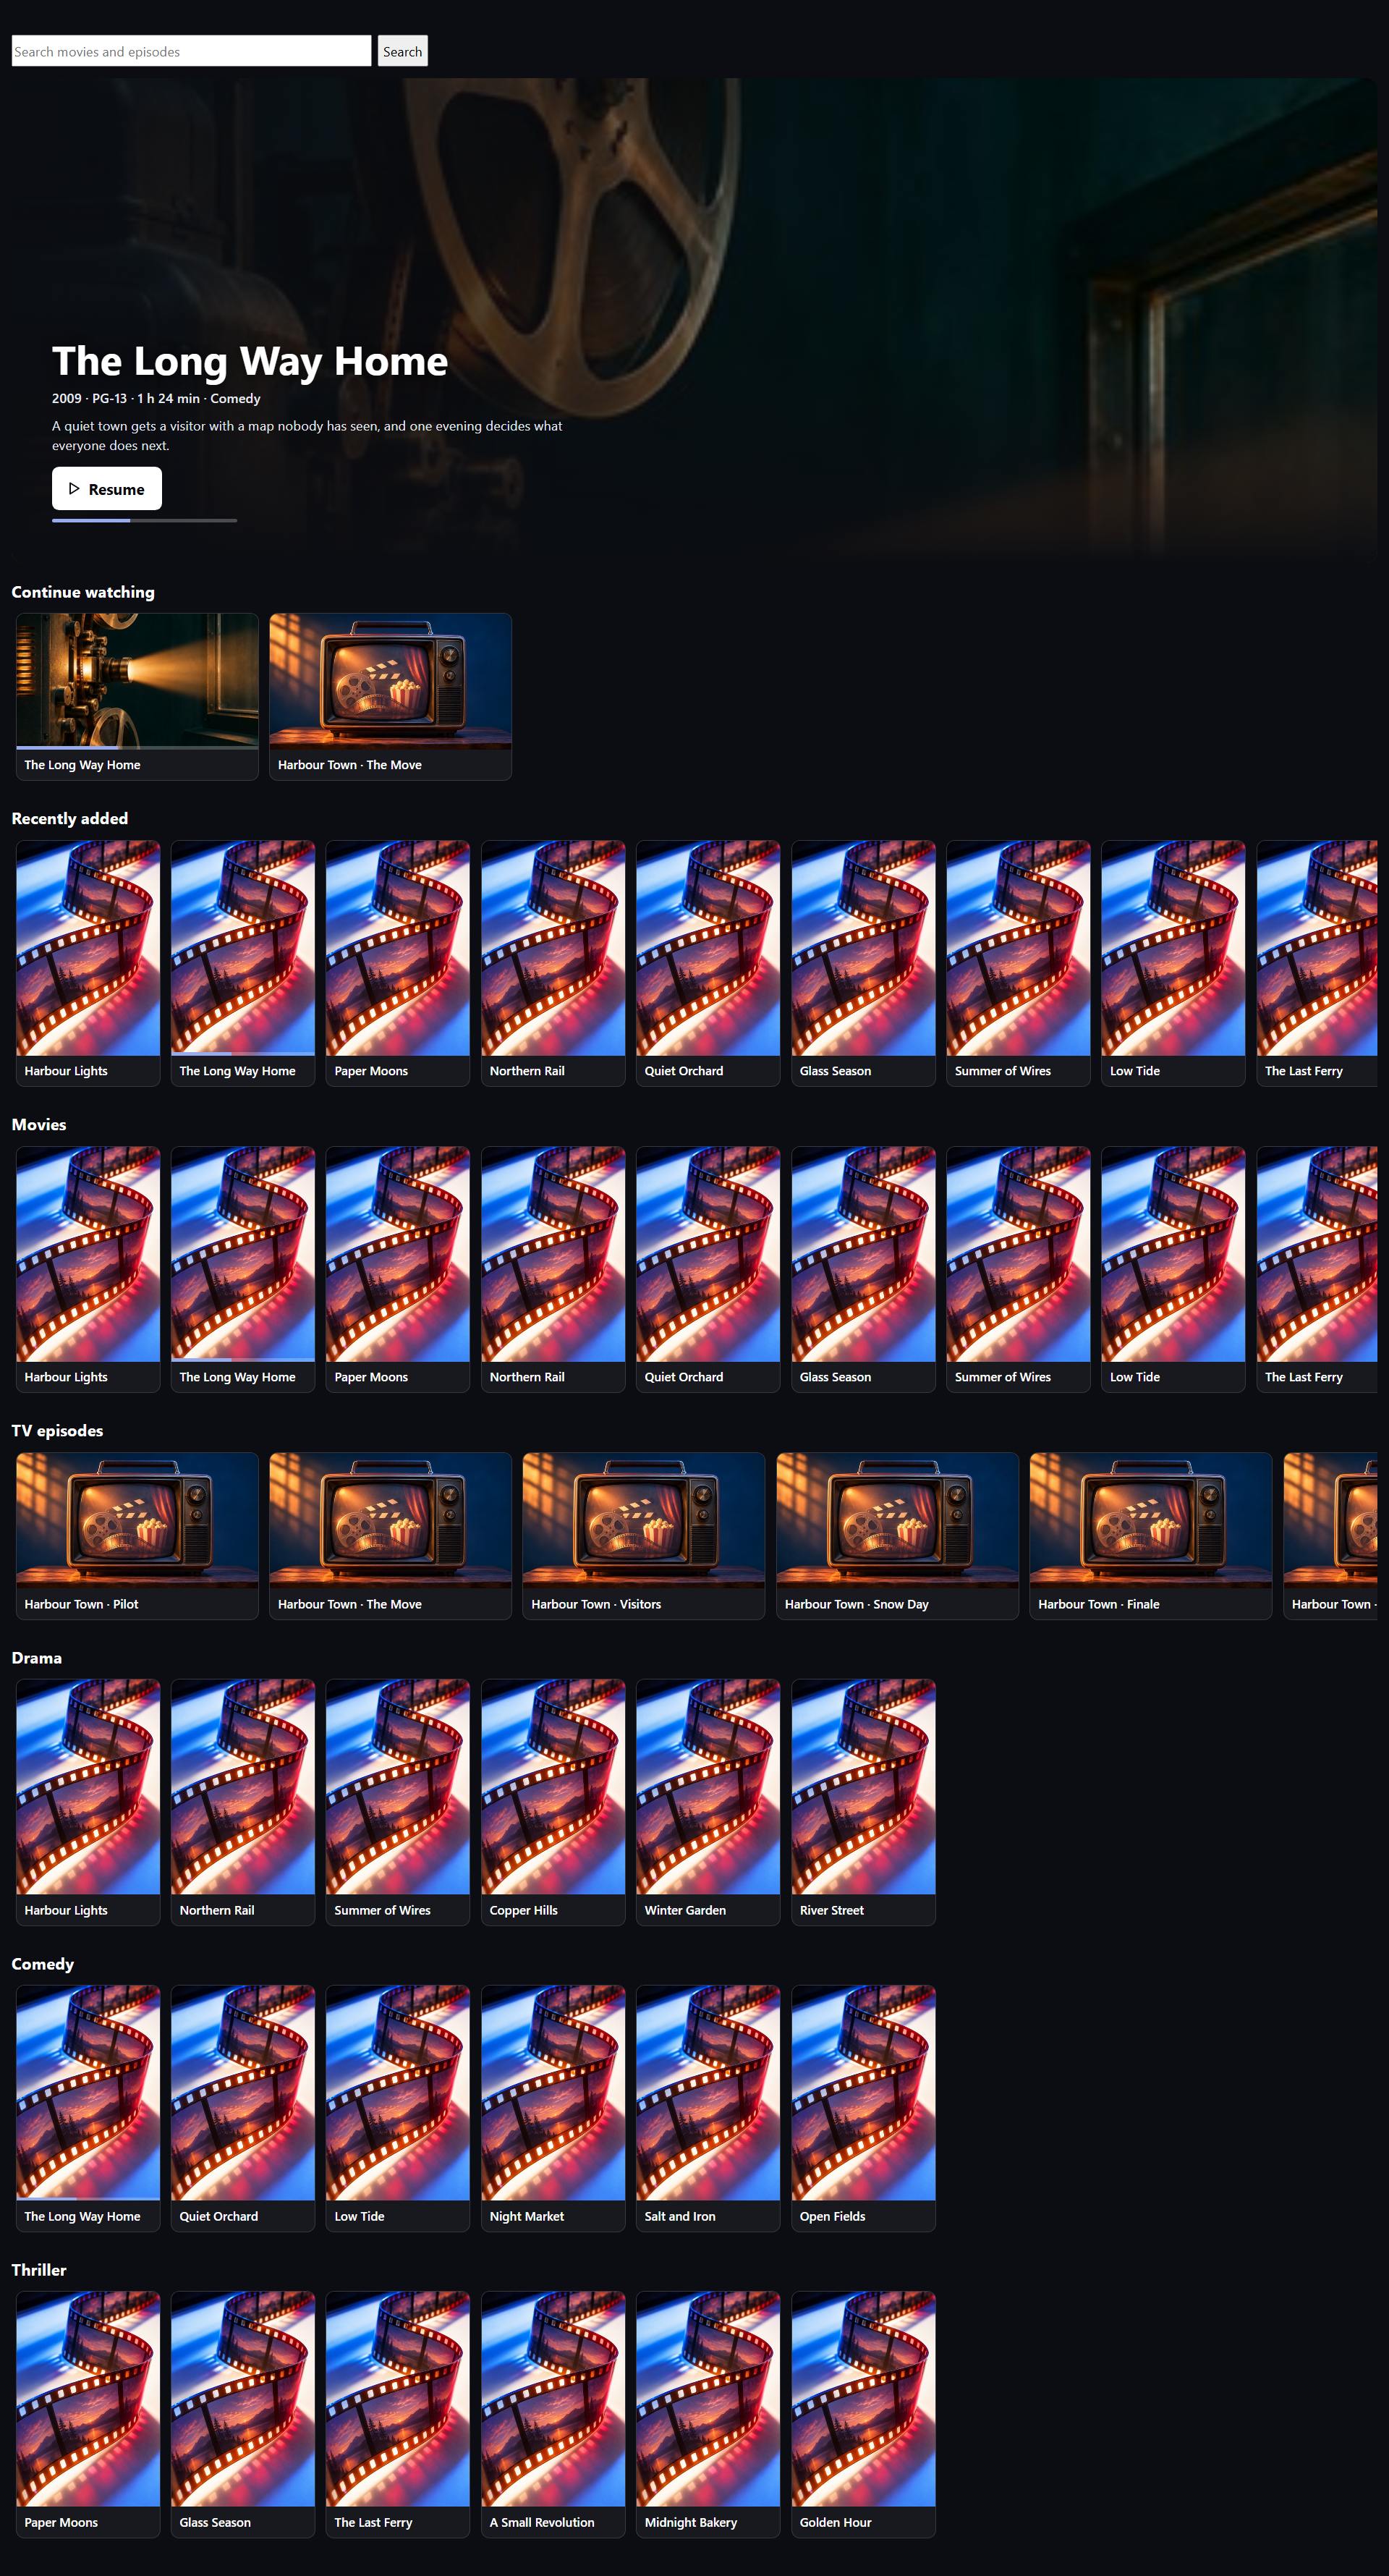 Search movies and episodes
Search
The Long Way Home
2009 · PG-13 · 1 h 24 min · Comedy
A quiet town gets a visitor with a map nobody has seen, and one evening decides what
everyone does next.
Resume
Continue watching
The Long Way Home
Harbour Town · The Move
Recently added
Harbour Lights
The Long Way Home
Paper Moons
Northern Rail
Quiet Orchard
Glass Season
Summer of Wires
Low Tide
The Last Ferry
Movies
Harbour Lights
The Long Way Home
Paper Moons
Northern Rail
Quiet Orchard
Glass Season
Summer of Wires
Low Tide
The Last Ferry
TV episodes
Harbour Town · Pilot
Harbour Town · The Move
Harbour Town · Visitors
Harbour Town · Snow Day
Harbour Town · Finale
Harbour Town ·
Drama
Harbour Lights
Northern Rail
Summer of Wires
Copper Hills
Winter Garden
River Street
Comedy
The Long Way Home
Quiet Orchard
Low Tide
Night Market
Salt and Iron
Open Fields
Thriller
Paper Moons
Glass Season
The Last Ferry
A Small Revolution
Midnight Bakery
Golden Hour